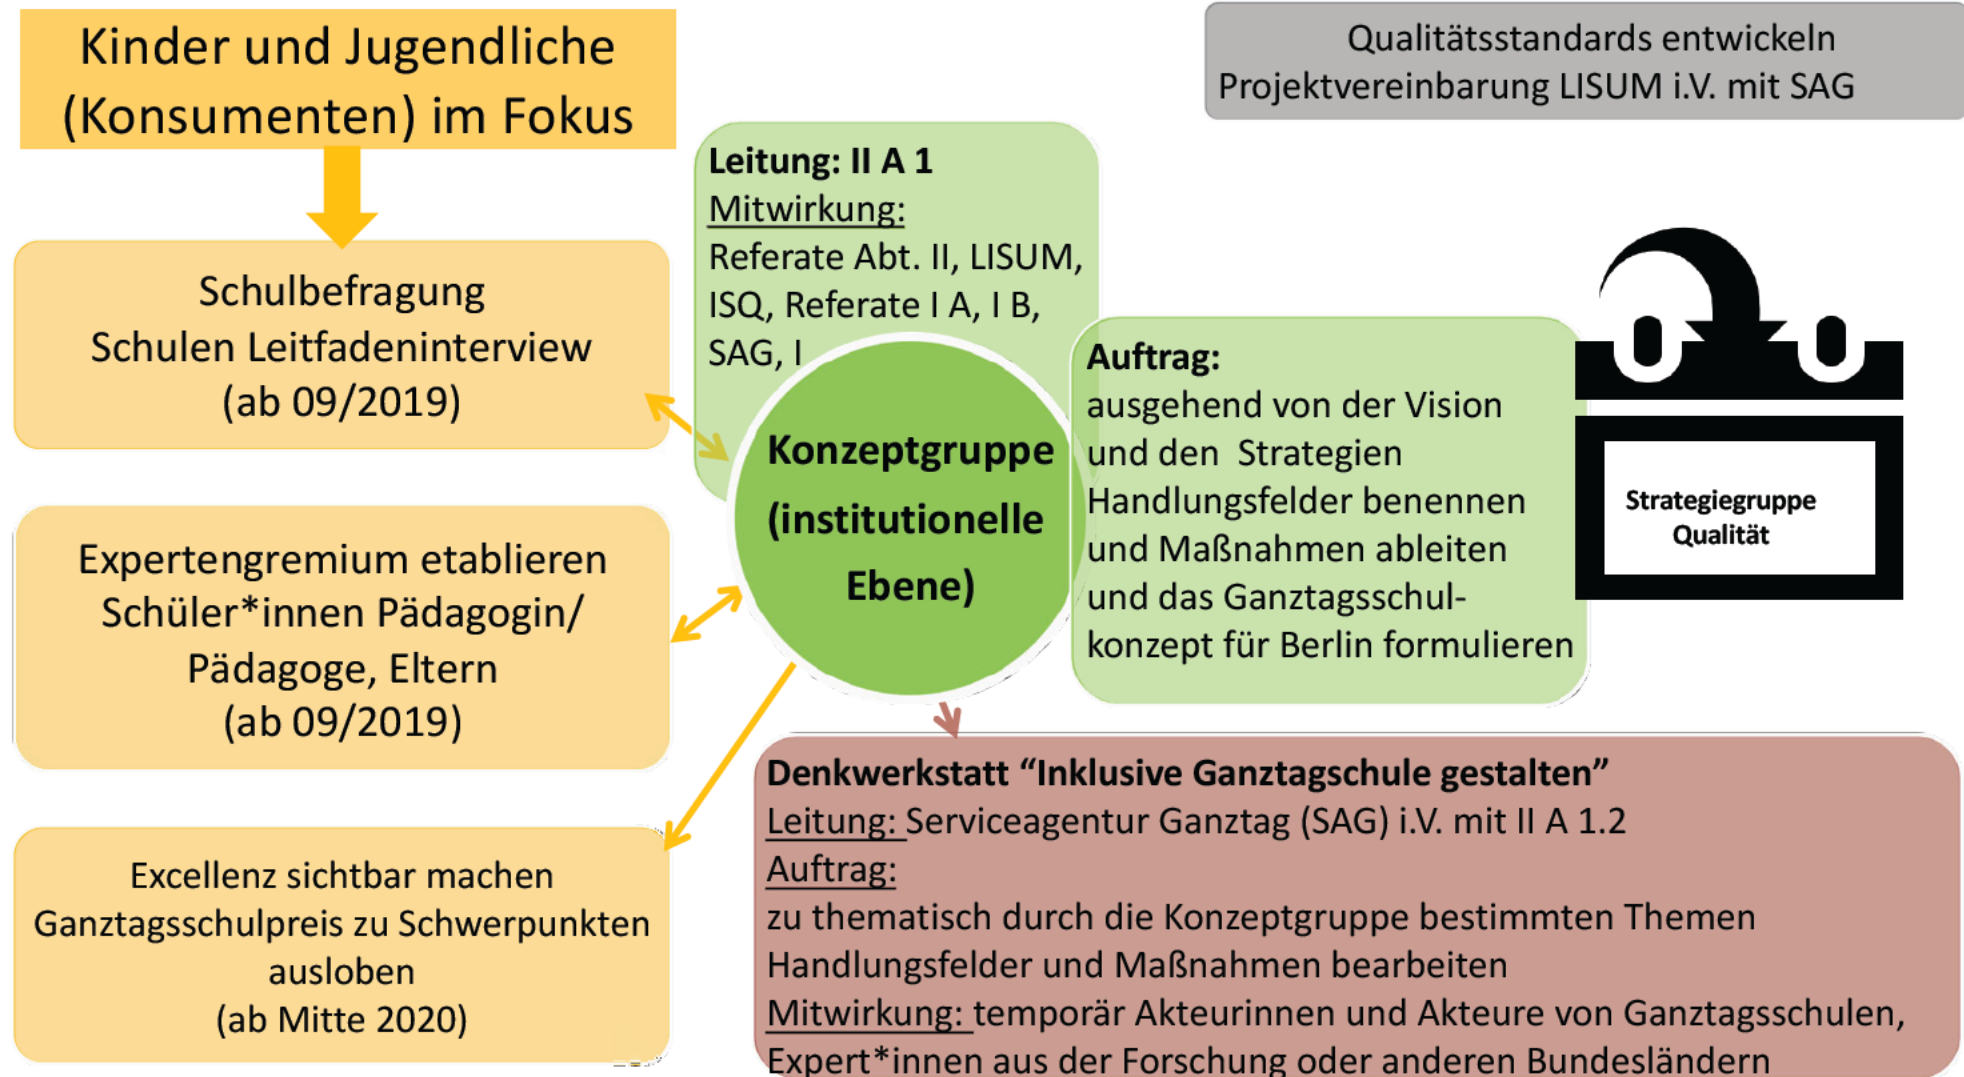 Kinder und Jugendliche
(Konsumenten) im Fokus
Qualitätsstandards entwickeln
Projektvereinbarung LISUM i.V. mit SAG
Leitung: II A 1
Mitwirkung:
Referate Abt. II, LISUM,
ISQ, Referate I A, I B,
SAG, I
Schulbefragung
Schulen Leitfadeninterview
(ab 09/2019)
Konzeptgruppe
(institutionelle
Ebene)
Auftrag:
ausgehend von der Vision
und den Strategien
Handlungsfelder benennen
und Maßnahmen ableiten
und das Ganztagsschul-
konzept für Berlin formulieren
Strategiegruppe
Qualität
Expertengremium etablieren
Schüler*innen Pädagogin/
Pädagoge, Eltern
(ab 09/2019)
Excellenz sichtbar machen
Ganztagsschulpreis zu Schwerpunkten
ausloben
(ab Mitte 2020)
Denkwerkstatt “Inklusive Ganztagschule gestalten”
Leitung: Serviceagentur Ganztag (SAG) i.V. mit II A 1.2
Auftrag:
zu thematisch durch die Konzeptgruppe bestimmten Themen
Handlungsfelder und Maßnahmen bearbeiten
Mitwirkung: temporär Akteurinnen und Akteure von Ganztagsschulen,
Expert*innen aus der Forschung oder anderen Bundesländern